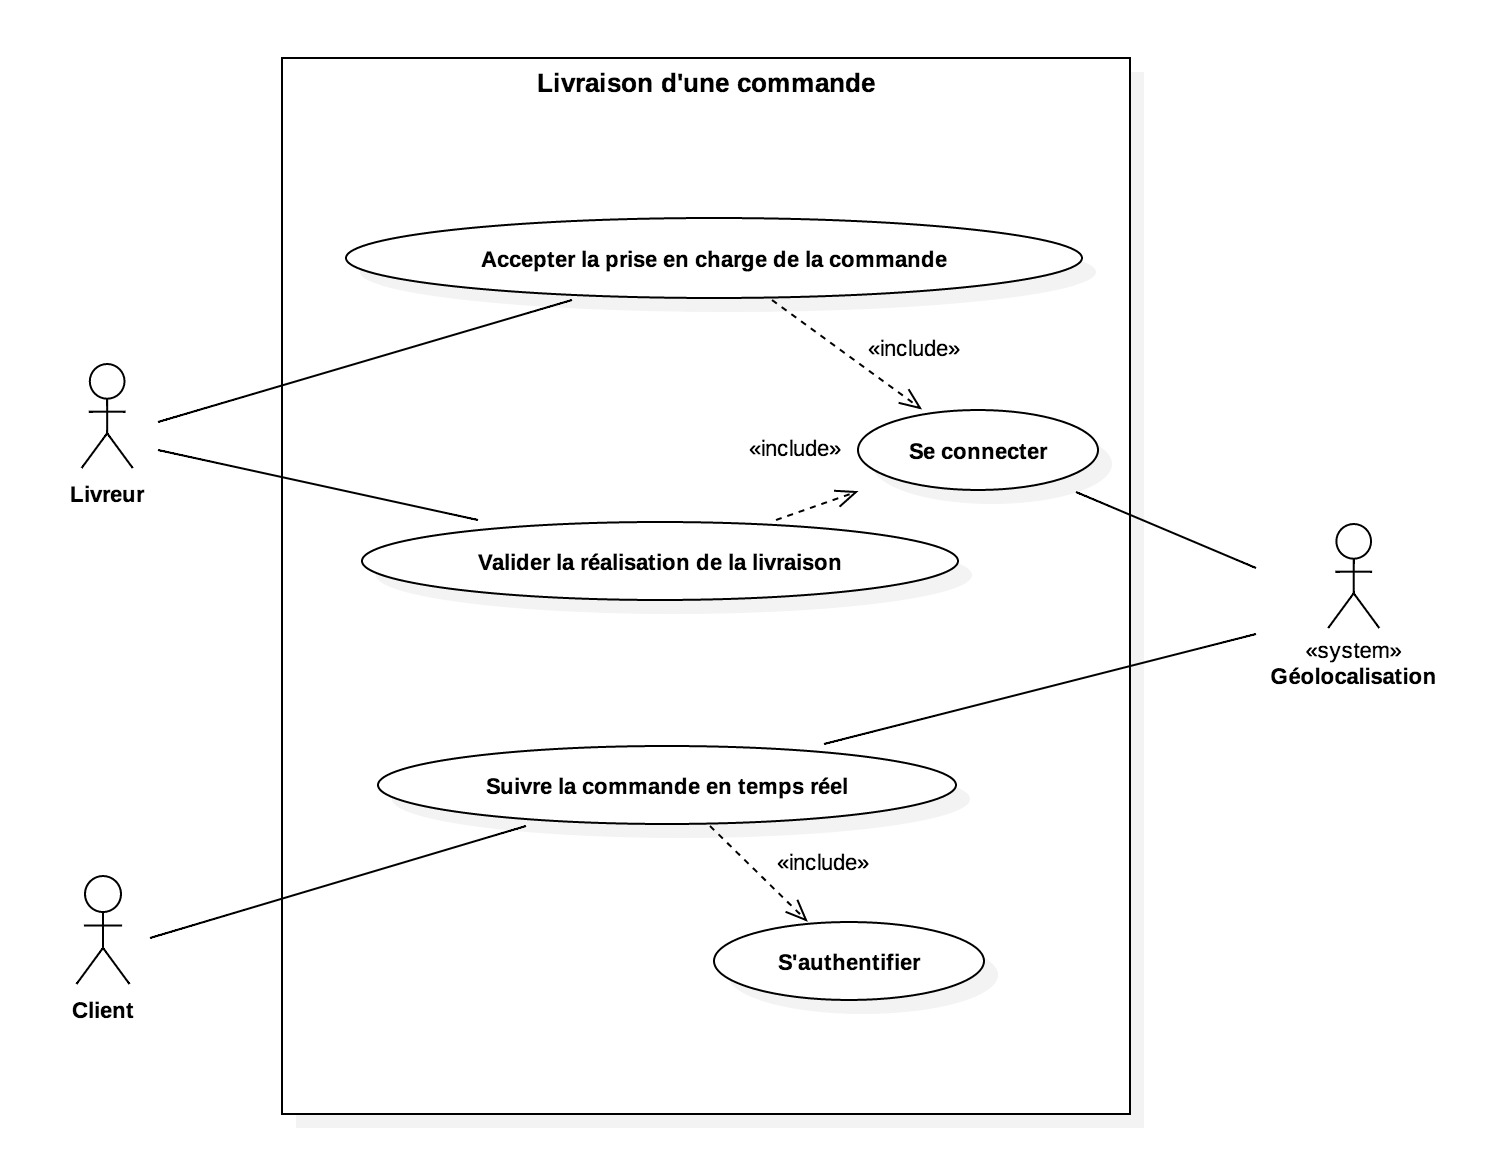 Livraison d'une commande
Accepter la prise en charge de la commande
«include»
«include»
Se connecter
Livreur
Valider la réalisation de la livraison
«system»
Géolocalisation
Suivre la commande en temps réel
«include»
S'authentifier
Client